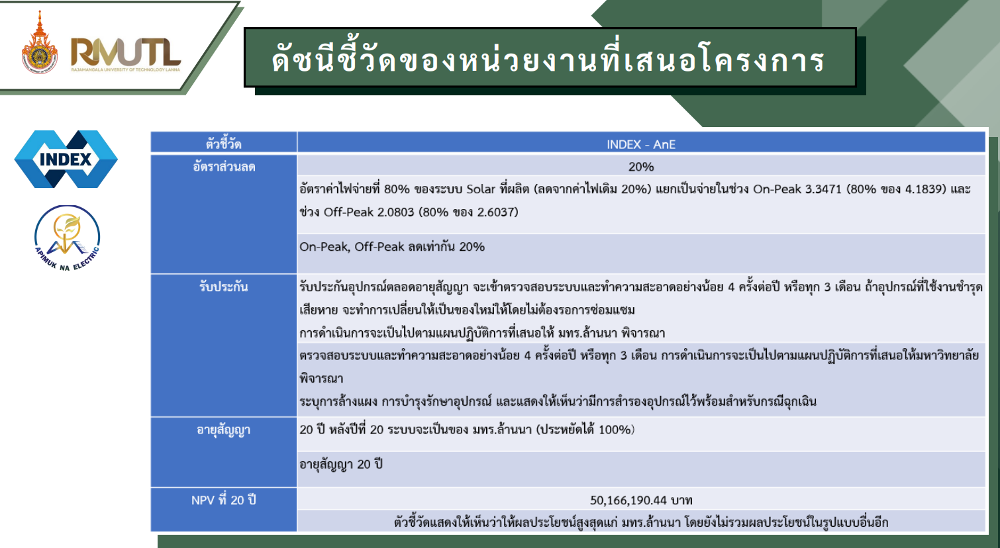 RMUTL
RAJAMANGALA UNIVERSITY OF TECHNOLOGY LANNA
ดัชนีชี้วัดของหน่วยงานที่เสนอโครงการ
INDEX
APIMUK NA ELECTRIC
ตัวชี้วัด
INDEX - AnE
อัตราส่วนลด
20%
อัตราค่าไฟจ่ายที่ 80% ของระบบ Solar ที่ผลิต (ลดจากค่าไฟเดิม 20%) แยกเป็นจ่ายในช่วง On-Peak 3.3471 (80% ของ 4.1839) และ
ช่วง Off-Peak 2.0803 (80% ของ 2.6037)
On-Peak, Off-Peak ลดเท่ากัน 20%
รับประกัน
รับประกันอุปกรณ์ตลอดอายุสัญญา จะเข้าตรวจสอบระบบและทำความสะอาดอย่างน้อย 4 ครั้งต่อปี หรือทุก 3 เดือน ถ้าอุปกรณ์ที่ใช้งานชำรุด
เสียหาย จะทำการเปลี่ยนให้เป็นของใหม่ให้โดยไม่ต้องรอการซ่อมแซม
การดำเนินการจะเป็นไปตามแผนปฏิบัติการที่เสนอให้ มทร.ล้านนา พิจารณา
ตรวจสอบระบบและทำความสะอาดอย่างน้อย 4 ครั้งต่อปี หรือทุก 3 เดือน การดำเนินการจะเป็นไปตามแผนปฏิบัติการที่เสนอให้มหาวิทยาลัย
พิจารณา
ระบุการล้างแผง การบำรุงรักษาอุปกรณ์ และแสดงให้เห็นว่ามีการสำรองอุปกรณ์ไว้พร้อมสำหรับกรณีฉุกเฉิน
อายุสัญญา
20 ปี หลังปีที่ 20 ระบบจะเป็นของ มทร.ล้านนา (ประหยัดได้ 100%)
อายุสัญญา 20 ปี
NPV ที่ 20 ปี
50,166,190.44 บาท
ตัวชี้วัดแสดงให้เห็นว่าให้ผลประโยชน์สูงสุดแก่ มทร.ล้านนา โดยยังไม่รวมผลประโยชน์ในรูปแบบอื่นอีก